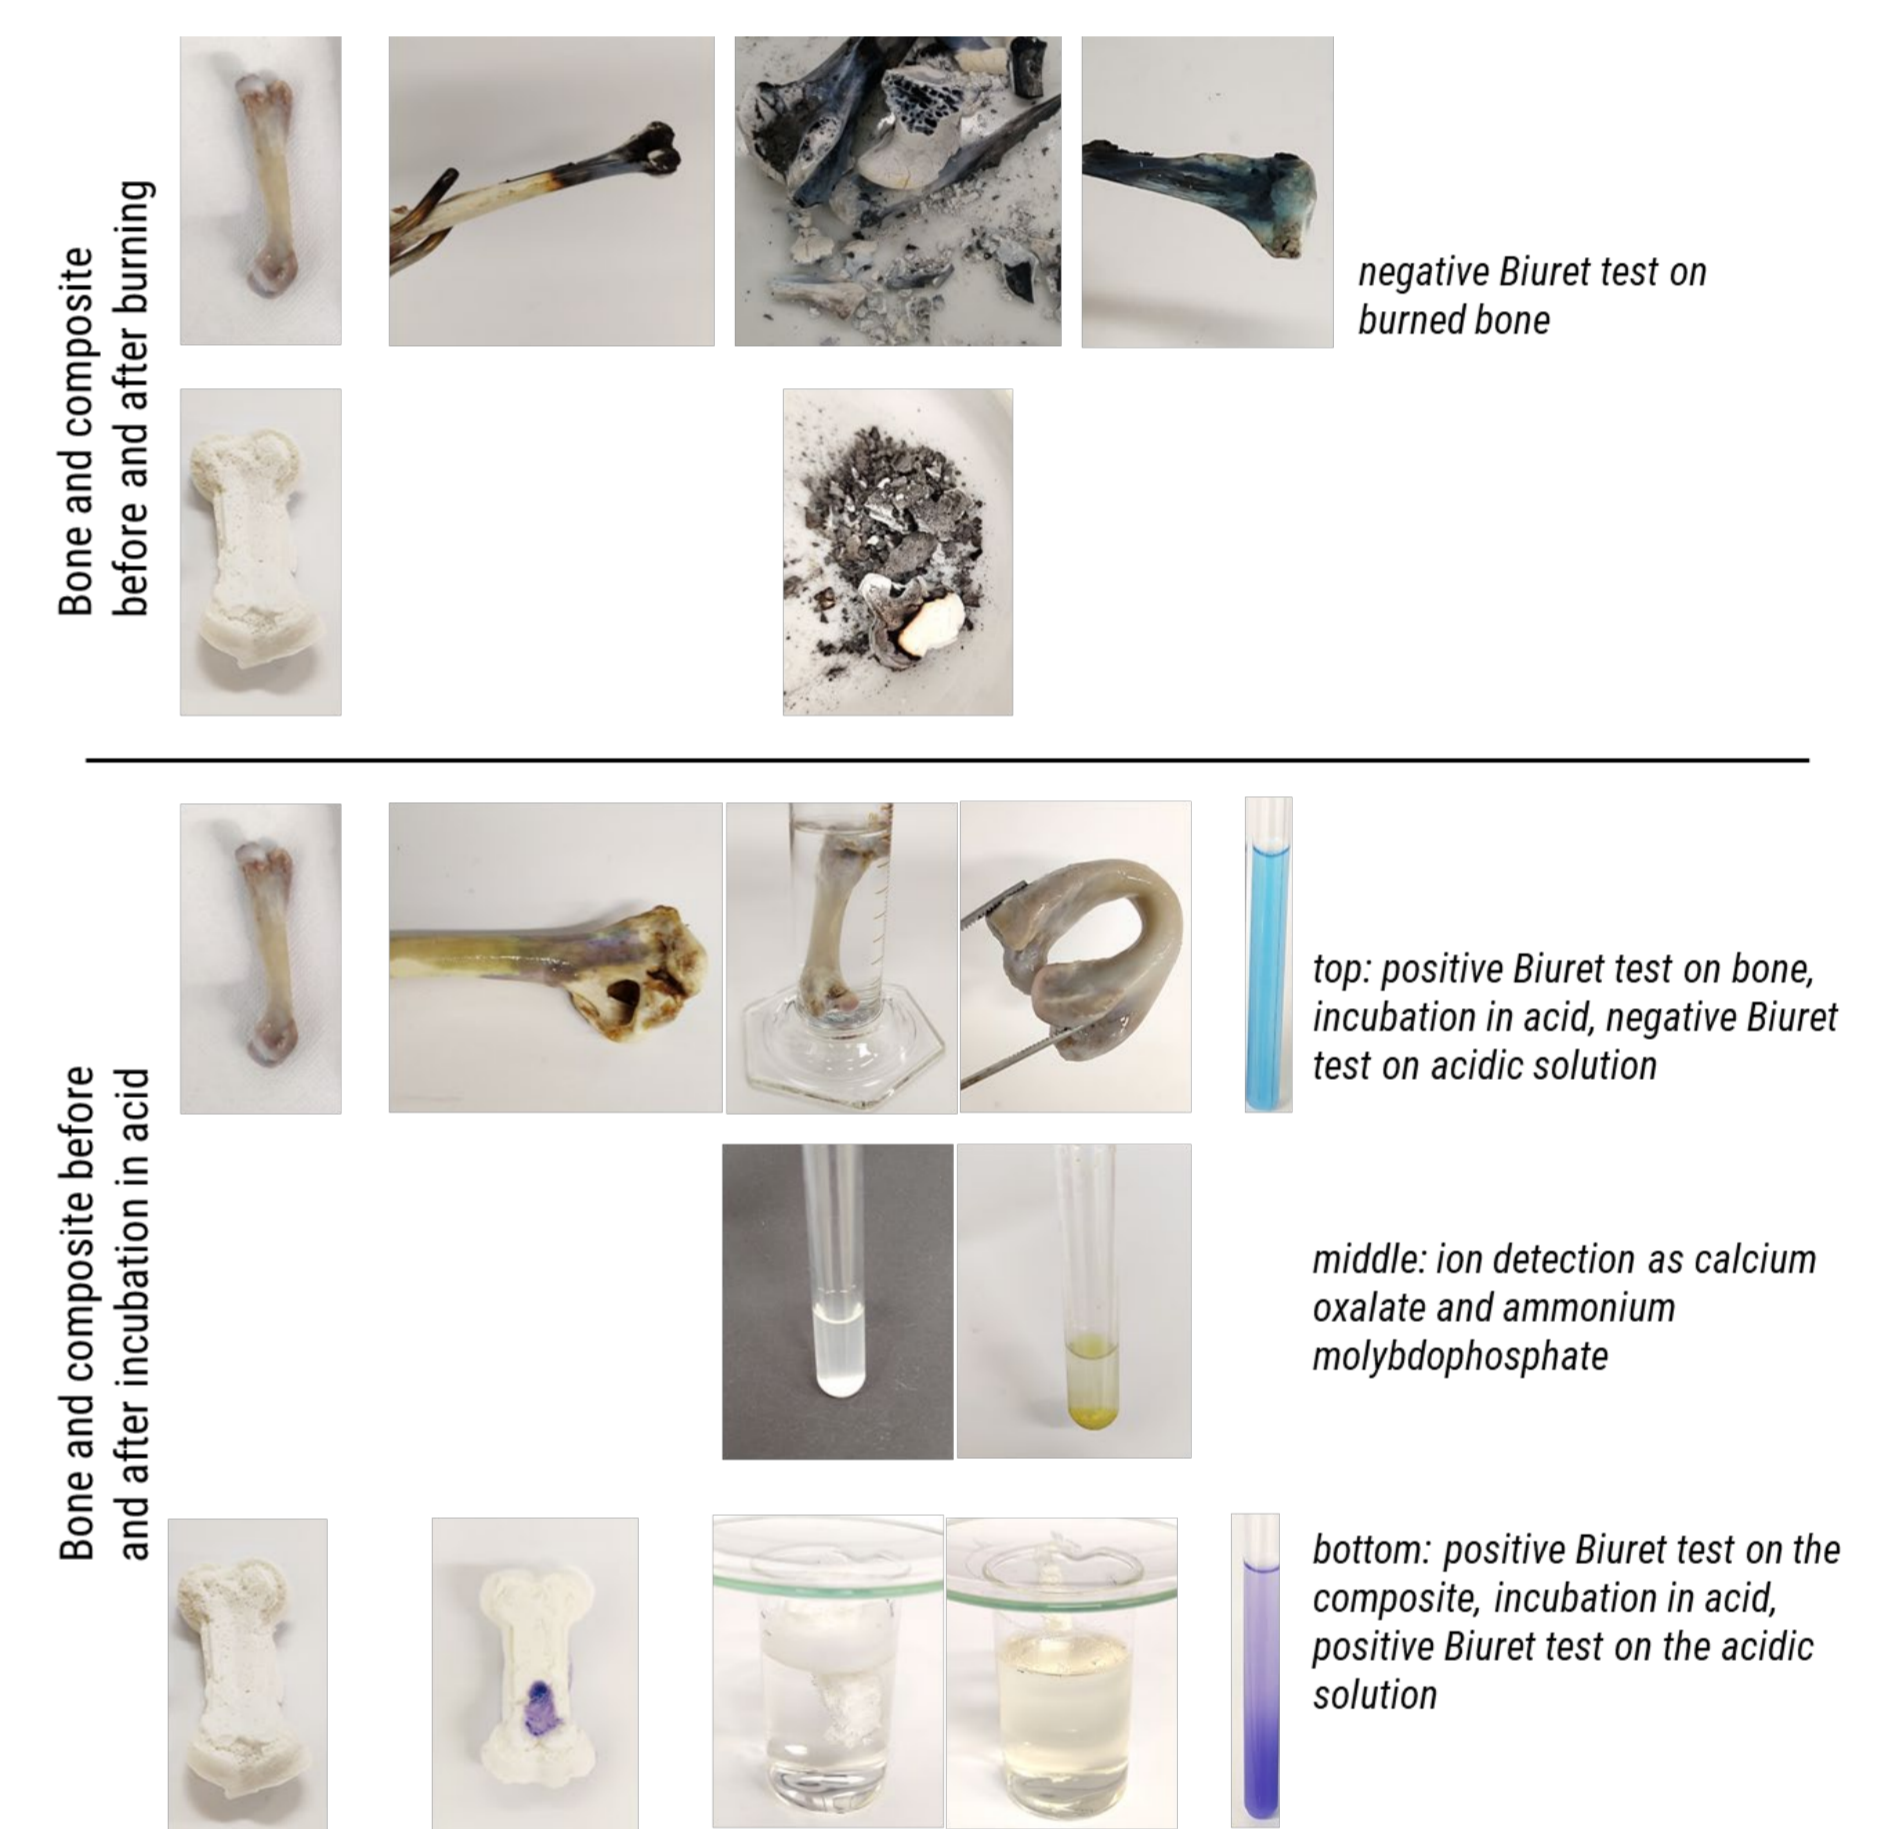 Bone and composite
before and after burning
negative Biuret test on
burned bone
Bone and composite before
and after incubation in acid
top: positive Biuret test on bone,
incubation in acid, negative Biuret
test on acidic solution
middle: ion detection as calcium
oxalate and ammonium
molybdophosphate
bottom: positive Biuret test on the
composite, incubation in acid,
positive Biuret test on the acidic
solution